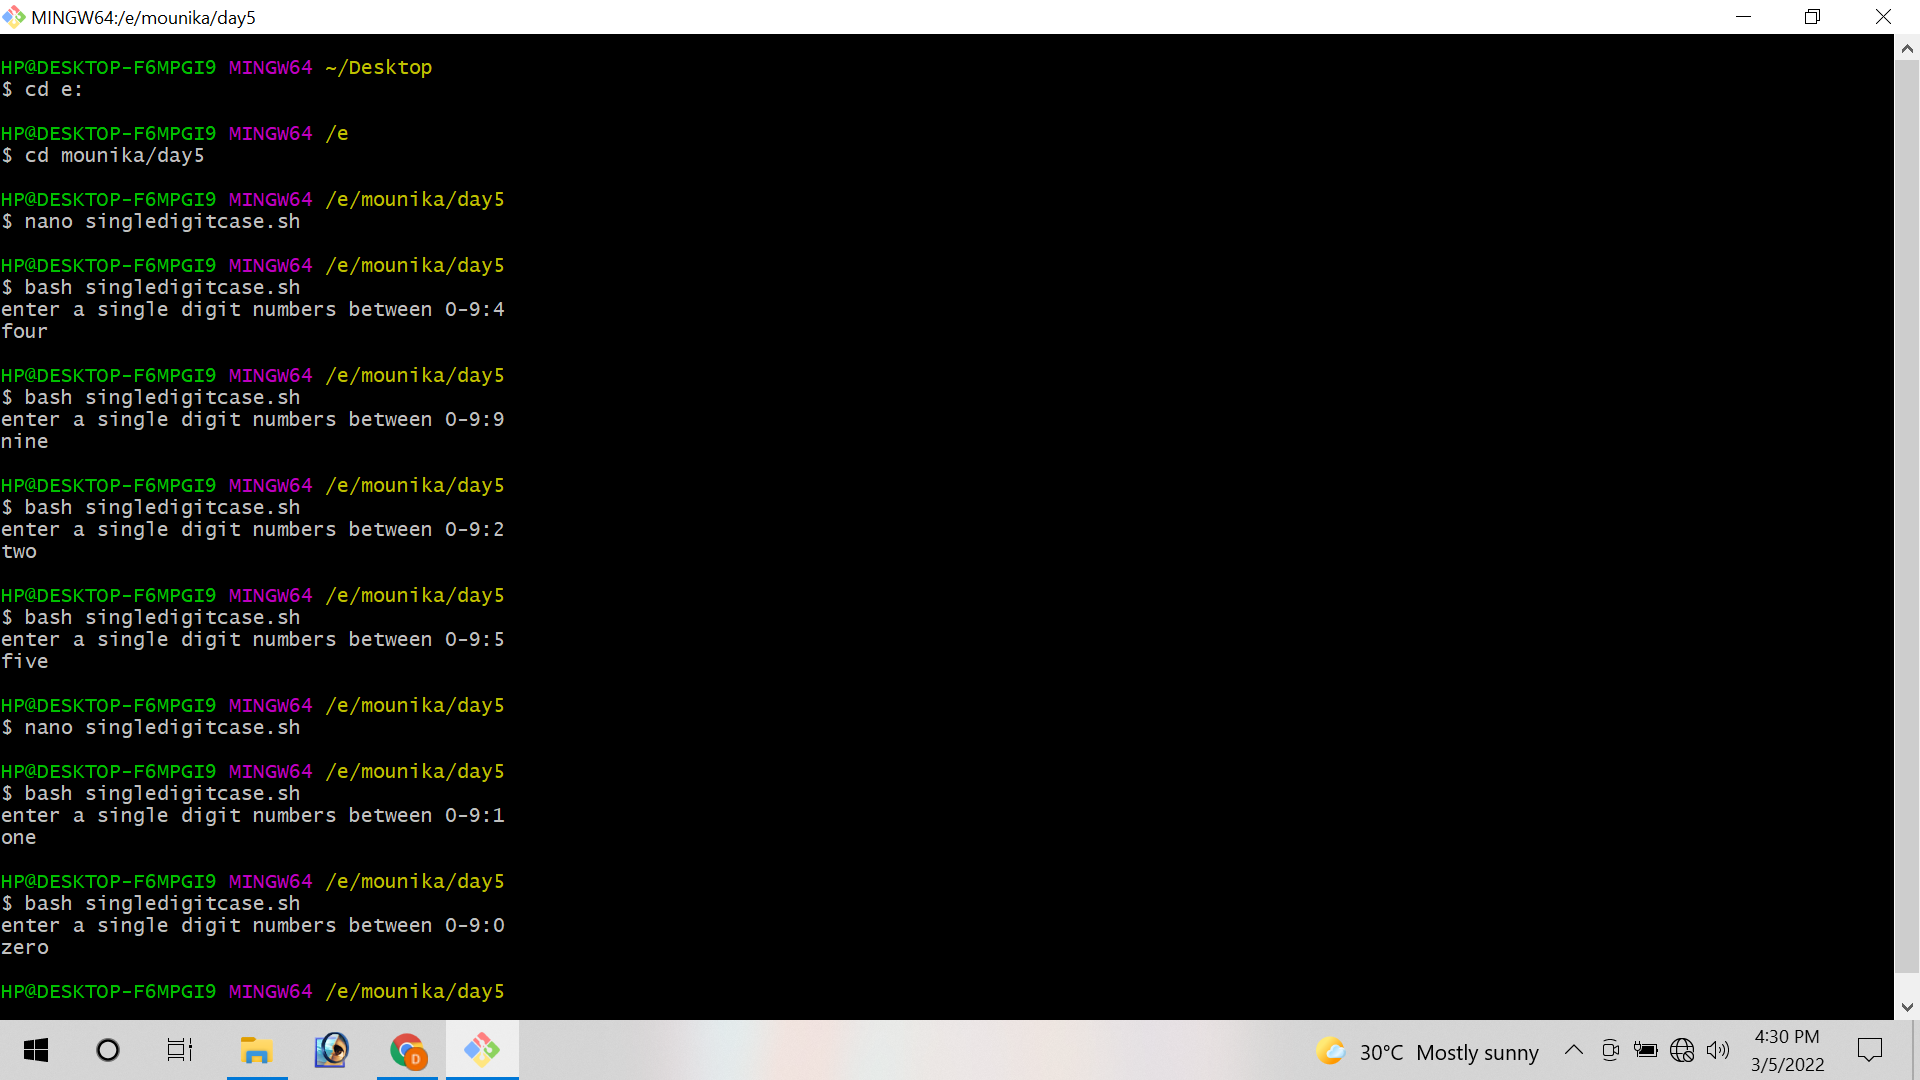 MINGW64:/e/mounika/day5
HP@DESKTOP-F6MPGI9 MINGW64 ~/Desktop
$ cd e:
HP@DESKTOP-F6MPGI9 MINGW64 /e
$ cd mounika/day5
HP@DESKTOP-F6MPGI9 MINGW64 /e/mounika/day5
$ nano singledigitcase.sh
HP@DESKTOP-F6MPGI9 MINGW64 /e/mounika/day5
$ bash singledigitcase.sh
enter a single digit numbers between 0-9:4
four
HP@DESKTOP-F6MPGI9 MINGW64 /e/mounika/day5
$ bash singledigitcase.sh
enter a single digit numbers between 0-9:9
nine
HP@DESKTOP-F6MPGI9 MINGW64 /e/mounika/day5
$ bash singledigitcase.sh
enter a single digit numbers between 0-9:2
two
HP@DESKTOP-F6MPGI9 MINGW64 /e/mounika/day5
$ bash singledigitcase.sh
enter a single digit numbers between 0-9:5
five
HP@DESKTOP-F6MPGI9 MINGW64 /e/mounika/day5
$ nano singledigitcase.sh
HP@DESKTOP-F6MPGI9 MINGW64 /e/mounika/day5
$ bash singledigitcase.sh
enter a single digit numbers between 0-9:1
one
HP@DESKTOP-F6MPGI9 MINGW64 /e/mounika/day5
$ bash singledigitcase.sh
enter a single digit numbers between 0-9:0
zero
HP@DESKTOP-F6MPGI9 MINGW64 /e/mounika/day5
D
30°C Mostly sunny
4:30 PM
3/5/2022